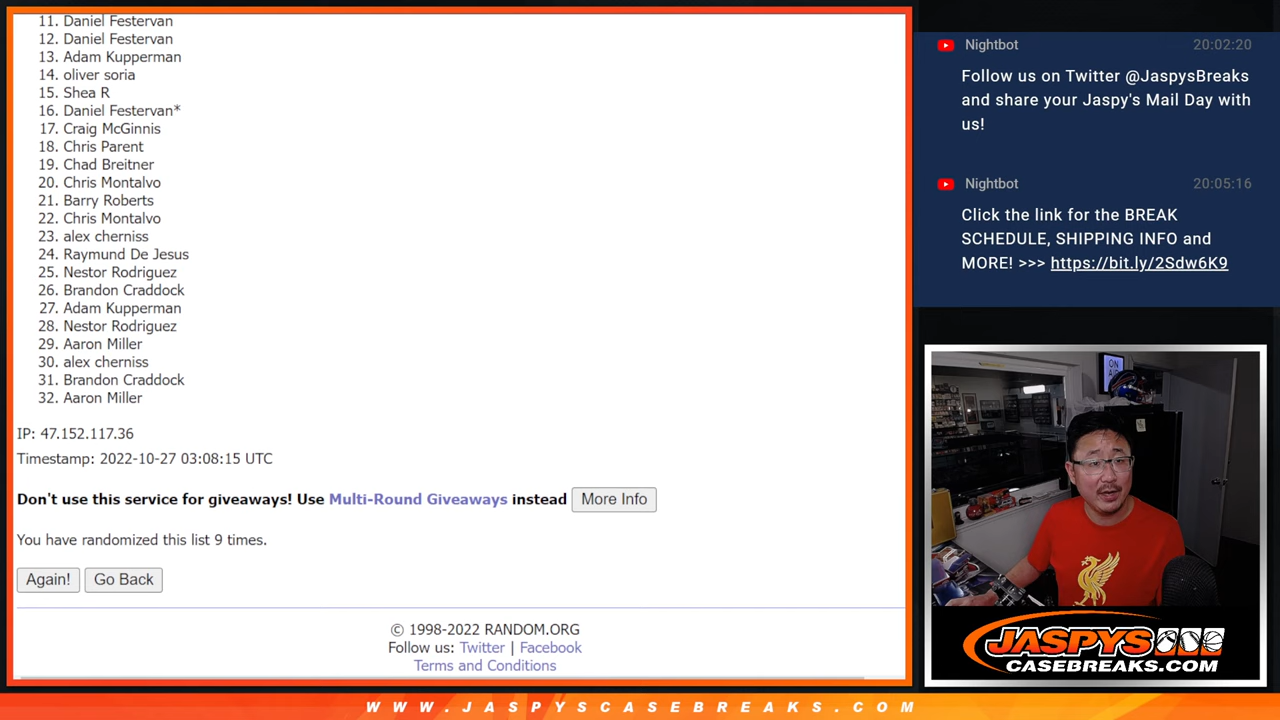 11. Daniel Festervan
12. Daniel Festervan
13. Adam Kupperman
14. oliver soria
15. Shea R
16. Daniel Festervan*
17. Craig McGinnis
18. Chris Parent
19. Chad Breitner
20. Chris Montalvo
21. Barry Roberts
22. Chris Montalvo
23. alex cherniss
24. Raymund De Jesus
25. Nestor Rodriguez
26. Brandon Craddock
27. Adam Kupperman
28. Nestor Rodriguez
29. Aaron Miller
30. alex cherniss
31. Brandon Craddock
32. Aaron Miller
IP: 47.152.117.36
Timestamp: 2022-10-27 03:08:15 UTC
Don't use this service for giveaways! Use Multi-Round Giveaways instead More Info
You have randomized this list 9 times.
Again! Go Back
© 1998-2022 RANDOM.ORG
Follow us: Twitter | Facebook
Terms and Conditions
Nightbot 20:02:20
Follow us on Twitter @JaspysBreaks
and share your Jaspy's Mail Day with
us!
Nightbot 20:05:16
Click the link for the BREAK
SCHEDULE, SHIPPING INFO and
MORE! >>> https://bit.ly/2Sdw6K9
ON
AIR
JASPYS
CASEBREAKS.COM
WWW.JASPYSCASEBREAKS.COM